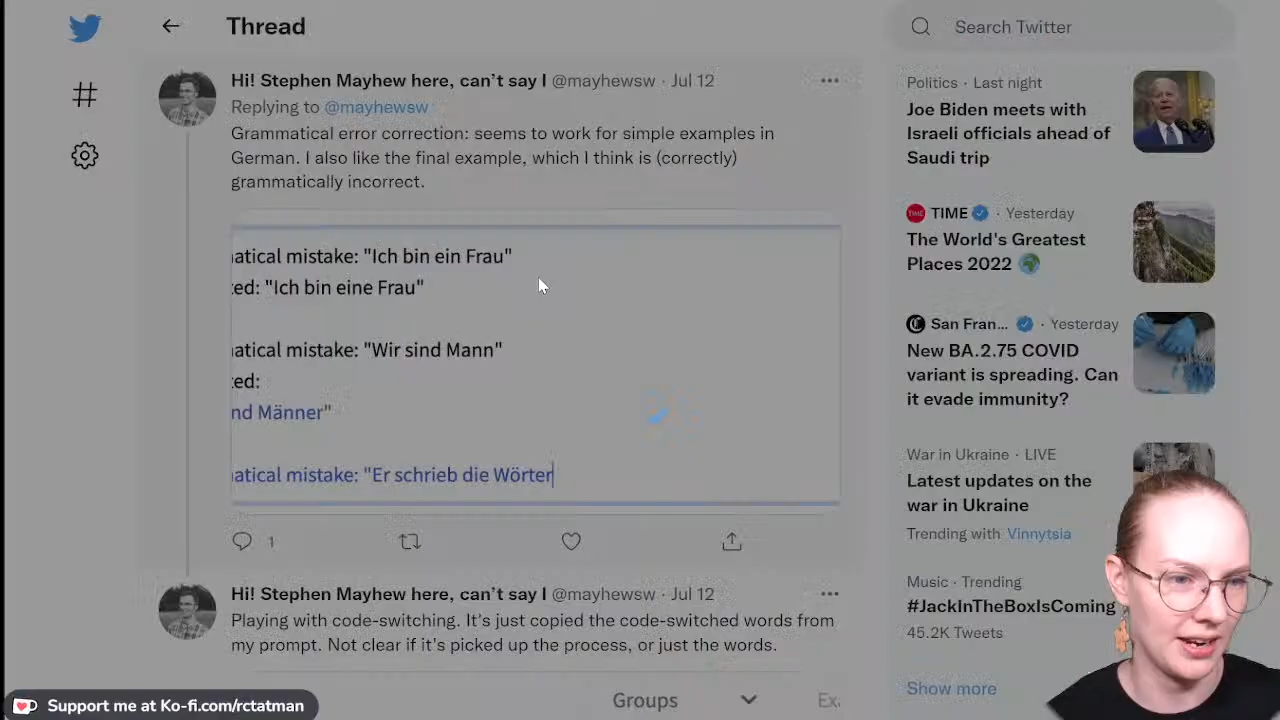 Thread
Search Twitter
Hi! Stephen Mayhew here, can't say I @mayhewsw · Jul 12
Replying to @mayhewsw
Grammatical error correction: seems to work for simple examples in
German. I also like the final example, which I think is (correctly)
grammatically incorrect.
atical mistake: "Ich bin ein Frau"
ted: "Ich bin eine Frau"
atical mistake: "Wir sind Mann"
ted:
nd Männer"
atical mistake: "Er schrieb die Wörter
1
Hi! Stephen Mayhew here, can't say I @mayhewsw · Jul 12
Playing with code-switching. It's just copied the code-switched words from
my prompt. Not clear if it's picked up the process, or just the words.
Groups
Politics · Last night
Joe Biden meets with
Israeli officials ahead of
Saudi trip
TIME
TIME · Yesterday
The World's Greatest
Places 2022
San Fran... · Yesterday
New BA.2.75 COVID
variant is spreading. Can
it evade immunity?
War in Ukraine · LIVE
Latest updates on the
war in Ukraine
Trending with Vinnytsia
Music · Trending
#JackInTheBoxIsComing
45.2K Tweets
Show more
Support me at Ko-fi.com/rctatman